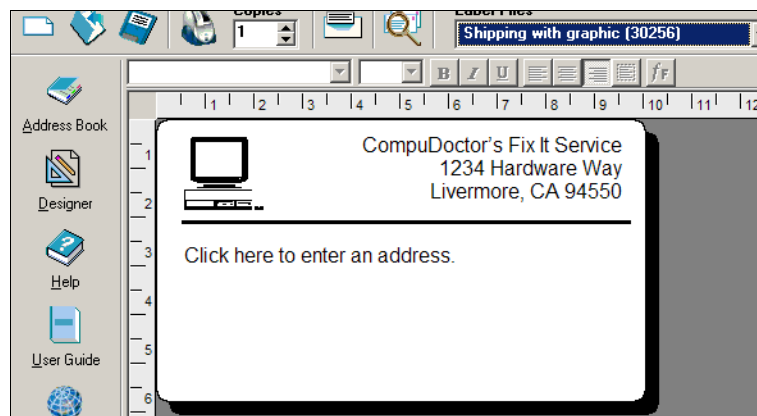 Copies
Label Files
1
Shipping with graphic (30256)
B I U fF
Address Book
Designer
Help
User Guide
1 2 3 4 5 6 7 8 9 10 11 12
1
2
3
4
5
6
CompuDoctor's Fix It Service
1234 Hardware Way
Livermore, CA 94550
Click here to enter an address.